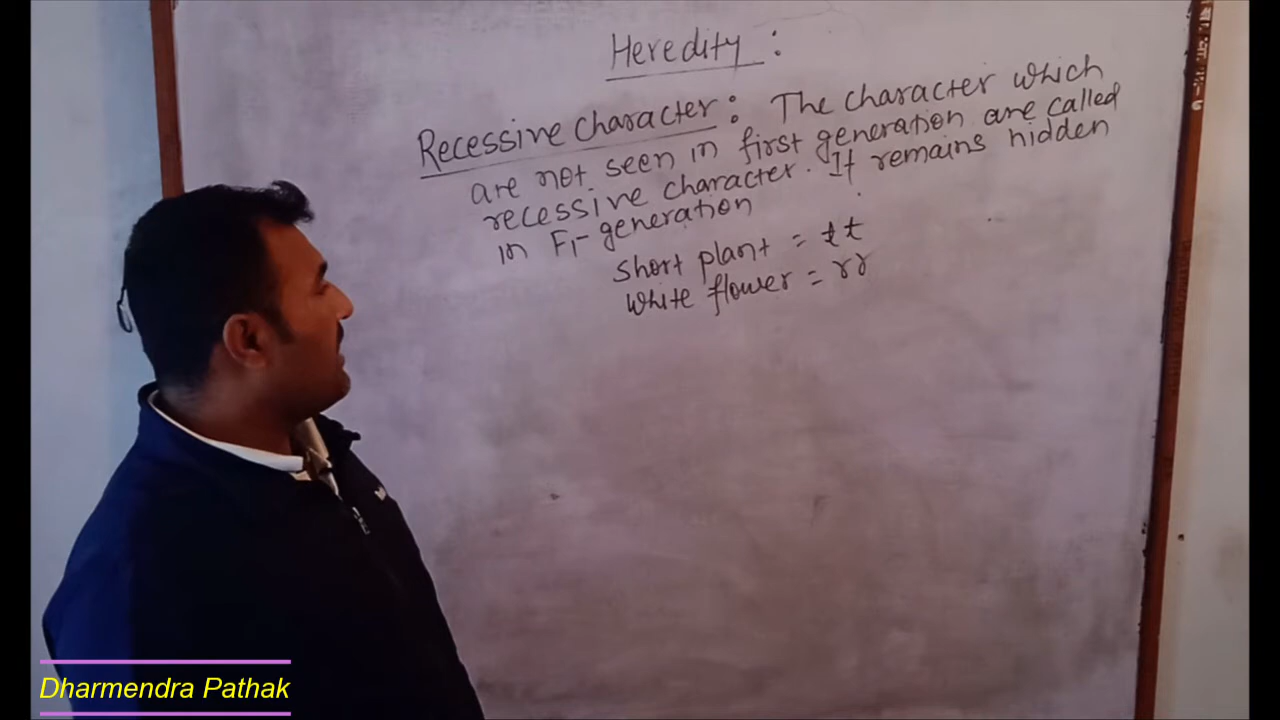 Heredity :
Recessive character : The character which
are not seen in first generation are called
recessive character. It remains hidden
in F1- generation
Short plant = tt
White flower = rr
Dharmendra Pathak